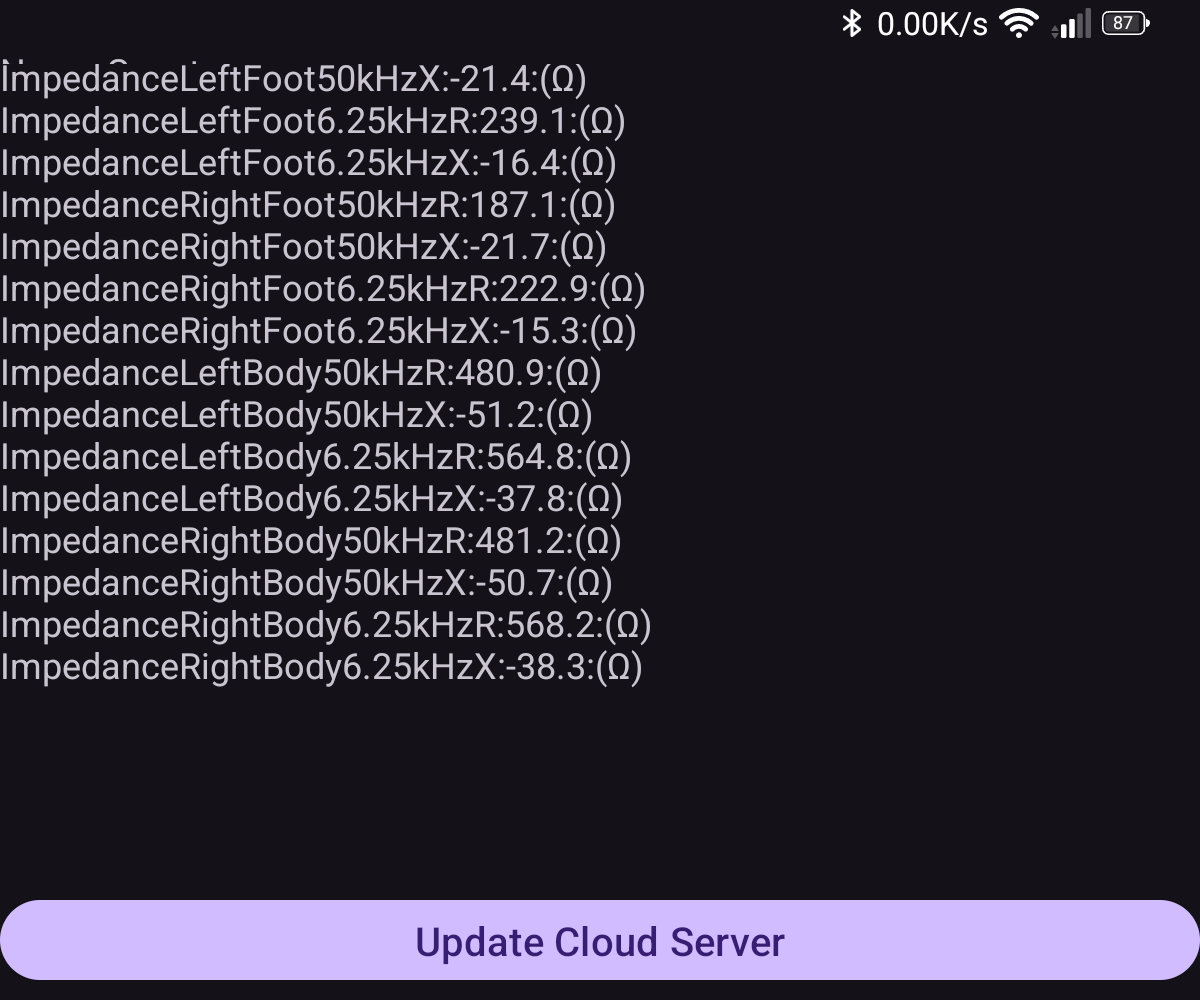 0.00K/s 87
ImpedanceLeftFoot50kHzX:-21.4:(Ω)
ImpedanceLeftFoot6.25kHzR:239.1:(Ω)
ImpedanceLeftFoot6.25kHzX:-16.4:(Ω)
ImpedanceRightFoot50kHzR:187.1:(Ω)
ImpedanceRightFoot50kHzX:-21.7:(Ω)
ImpedanceRightFoot6.25kHzR:222.9:(Ω)
ImpedanceRightFoot6.25kHzX:-15.3:(Ω)
ImpedanceLeftBody50kHzR:480.9:(Ω)
ImpedanceLeftBody50kHzX:-51.2:(Ω)
ImpedanceLeftBody6.25kHzR:564.8:(Ω)
ImpedanceLeftBody6.25kHzX:-37.8:(Ω)
ImpedanceRightBody50kHzR:481.2:(Ω)
ImpedanceRightBody50kHzX:-50.7:(Ω)
ImpedanceRightBody6.25kHzR:568.2:(Ω)
ImpedanceRightBody6.25kHzX:-38.3:(Ω)
Update Cloud Server